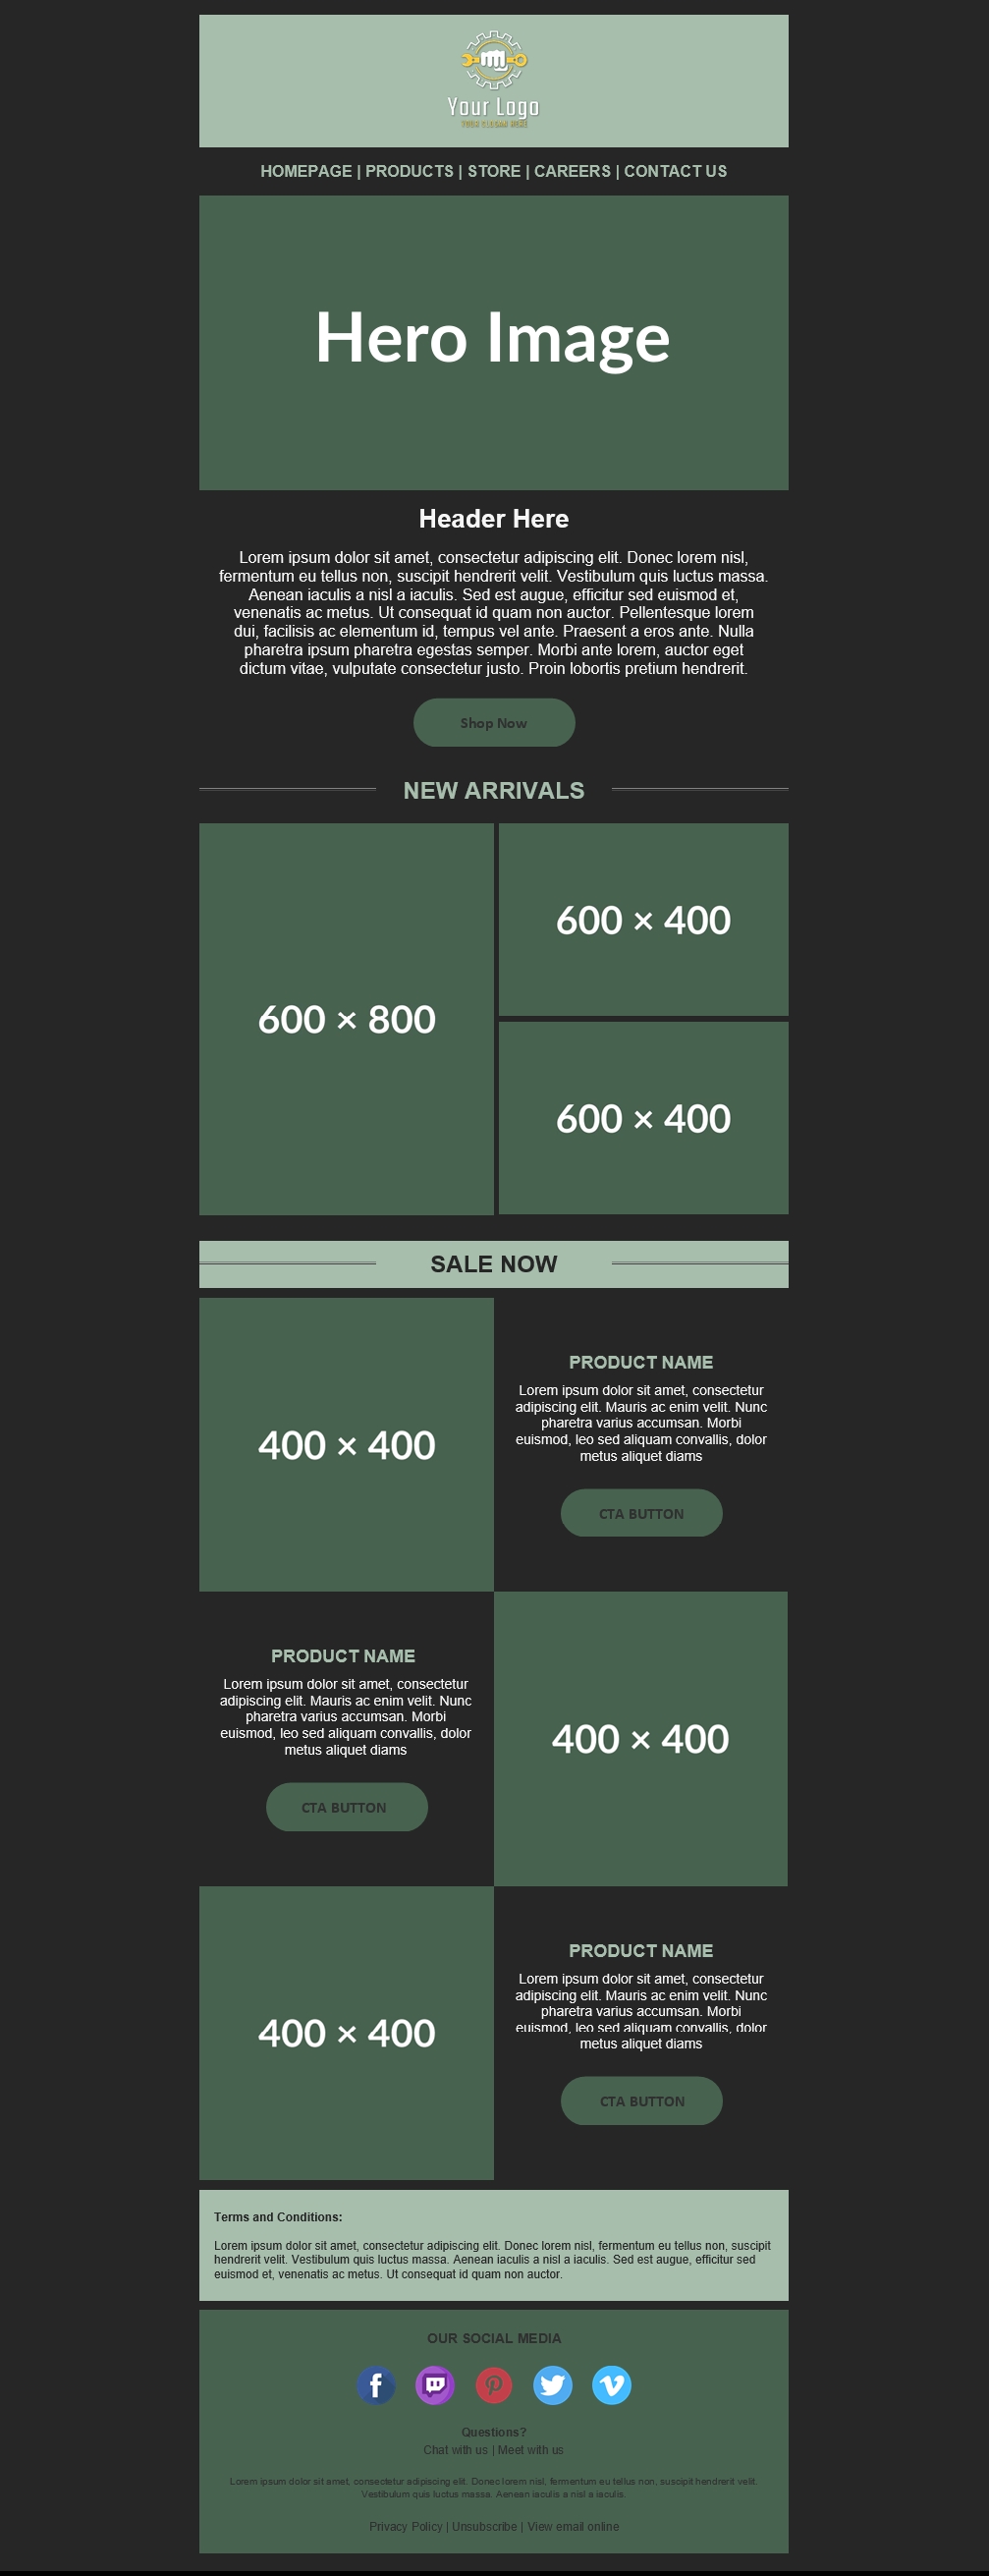 Your Logo
YOUR SLOGAN HERE
HOMEPAGE | PRODUCTS | STORE | CAREERS | CONTACT US
Hero Image
Header Here
Lorem ipsum dolor sit amet, consectetur adipiscing elit. Donec lorem nisl,
fermentum eu tellus non, suscipit hendrerit velit. Vestibulum quis luctus massa.
Aenean iaculis a nisl a iaculis. Sed est augue, efficitur sed euismod et,
venenatis ac metus. Ut consequat id quam non auctor. Pellentesque lorem
dui, facilisis ac elementum id, tempus vel ante. Praesent a eros ante. Nulla
pharetra ipsum pharetra egestas semper. Morbi ante lorem, auctor eget
dictum vitae, vulputate consectetur justo. Proin lobortis pretium hendrerit.
Shop Now
NEW ARRIVALS
600 × 800
600 × 400
600 × 400
SALE NOW
400 × 400
PRODUCT NAME
Lorem ipsum dolor sit amet, consectetur
adipiscing elit. Mauris ac enim velit. Nunc
pharetra varius accumsan. Morbi
euismod, leo sed aliquam convallis, dolor
metus aliquet diams
CTA BUTTON
PRODUCT NAME
Lorem ipsum dolor sit amet, consectetur
adipiscing elit. Mauris ac enim velit. Nunc
pharetra varius accumsan. Morbi
euismod, leo sed aliquam convallis, dolor
metus aliquet diams
CTA BUTTON
400 × 400
400 × 400
PRODUCT NAME
Lorem ipsum dolor sit amet, consectetur
adipiscing elit. Mauris ac enim velit. Nunc
pharetra varius accumsan. Morbi
euismod, leo sed aliquam convallis, dolor
metus aliquet diams
CTA BUTTON
Terms and Conditions:
Lorem ipsum dolor sit amet, consectetur adipiscing elit. Donec lorem nisl, fermentum eu tellus non, suscipit
hendrerit velit. Vestibulum quis luctus massa. Aenean iaculis a nisl a iaculis. Sed est augue, efficitur sed
euismod et, venenatis ac metus. Ut consequat id quam non auctor.
OUR SOCIAL MEDIA
Questions?
Chat with us | Meet with us
Lorem ipsum dolor sit amet, consectetur adipiscing elit. Donec lorem nisl, fermentum eu tellus non, suscipit hendrerit velit.
Vestibulum quis luctus massa. Aenean iaculis a nisl a iaculis.
Privacy Policy | Unsubscribe | View email online